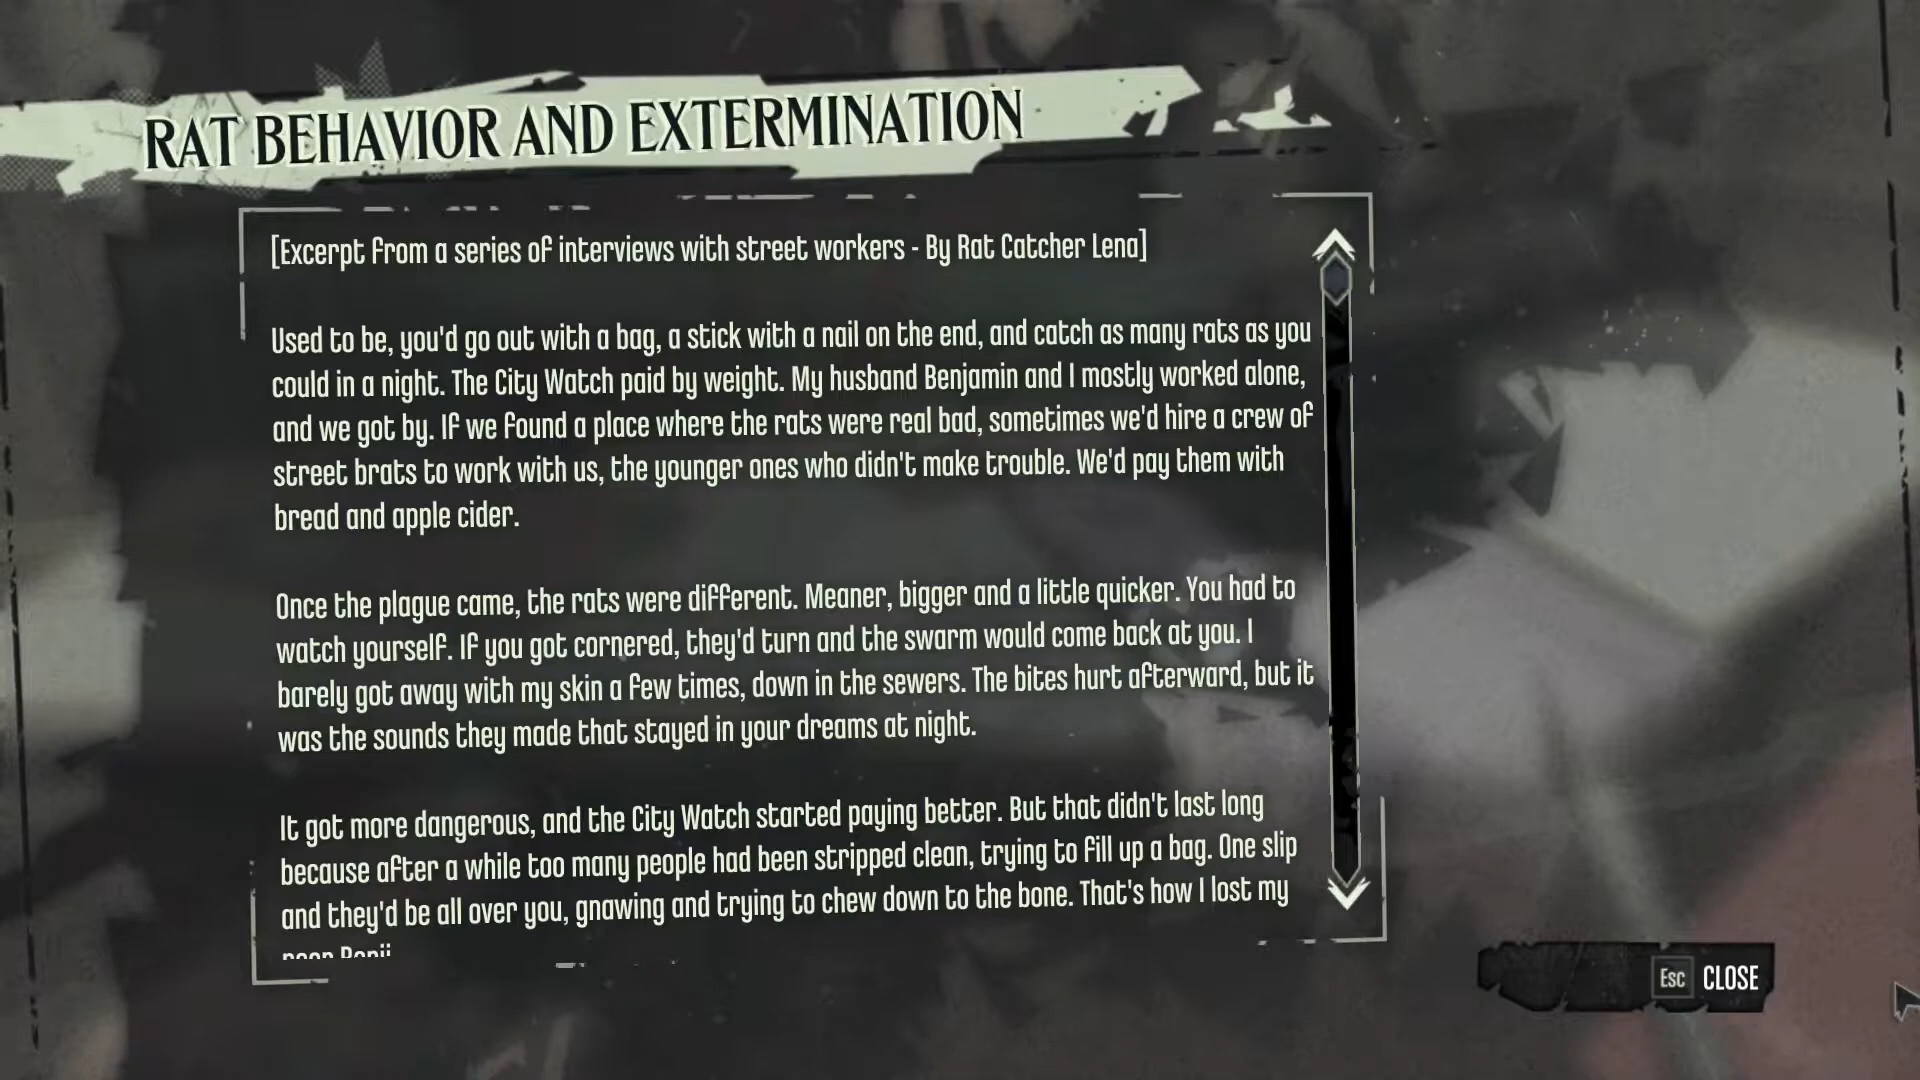 RAT BEHAVIOR AND EXTERMINATION
[Excerpt from a series of interviews with street workers - By Rat Catcher Lena]
Used to be, you'd go out with a bag, a stick with a nail on the end, and catch as many rats as you
could in a night. The City Watch paid by weight. My husband Benjamin and I mostly worked alone,
and we got by. If we found a place where the rats were real bad, sometimes we'd hire a crew of
street brats to work with us, the younger ones who didn't make trouble. We'd pay them with
bread and apple cider.
Once the plague came, the rats were different. Meaner, bigger and a little quicker. You had to
watch yourself. If you got cornered, they'd turn and the swarm would come back at you. I
barely got away with my skin a few times, down in the sewers. The bites hurt afterward, but it
was the sounds they made that stayed in your dreams at night.
It got more dangerous, and the City Watch started paying better. But that didn't last long
because after a while too many people had been stripped clean, trying to fill up a bag. One slip
and they'd be all over you, gnawing and trying to chew down to the bone. That's how I lost my
Esc CLOSE